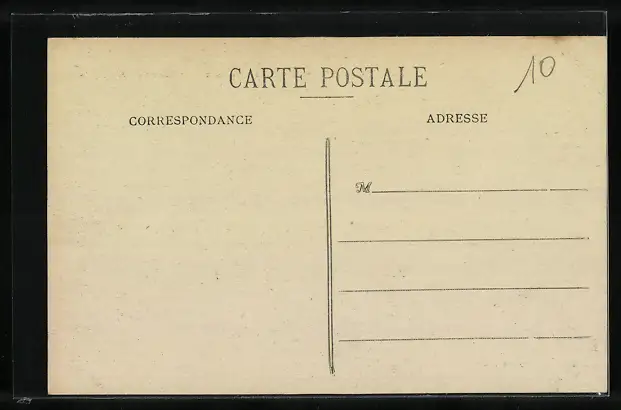 CARTE POSTALE
10
CORRESPONDANCE
ADRESSE
M